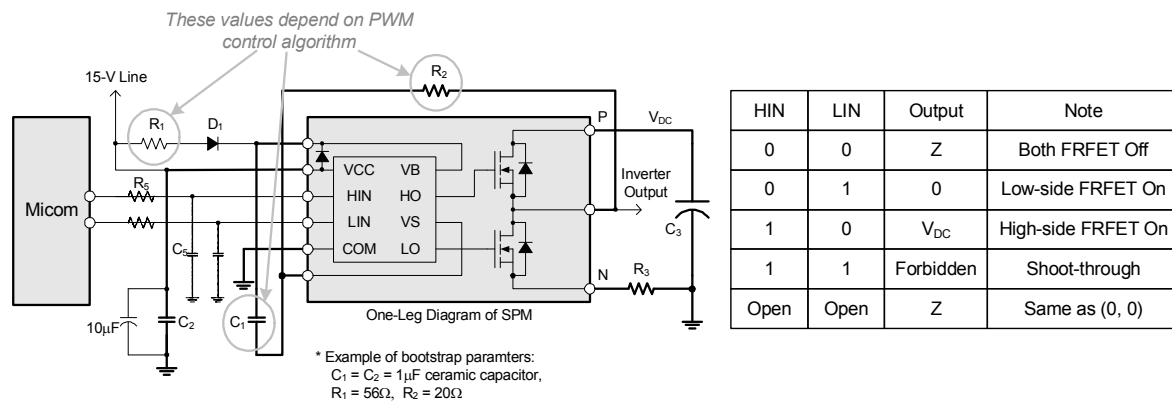 These values depend on PWM
control algorithm
15-V Line
R1
D1
R2
Micom
R5
C5
10μF
C2
C1
VCC
VB
HIN
HO
LIN
VS
COM
LO
P
VDC
Inverter
Output
C3
N
R3
One-Leg Diagram of SPM
* Example of bootstrap paramters:
C1 = C2 = 1μF ceramic capacitor,
R1 = 56Ω, R2 = 20Ω
HIN LIN Output Note
0 0 Z Both FRFET Off
0 1 0 Low-side FRFET On
1 0 VDC High-side FRFET On
1 1 Forbidden Shoot-through
Open Open Z Same as (0, 0)